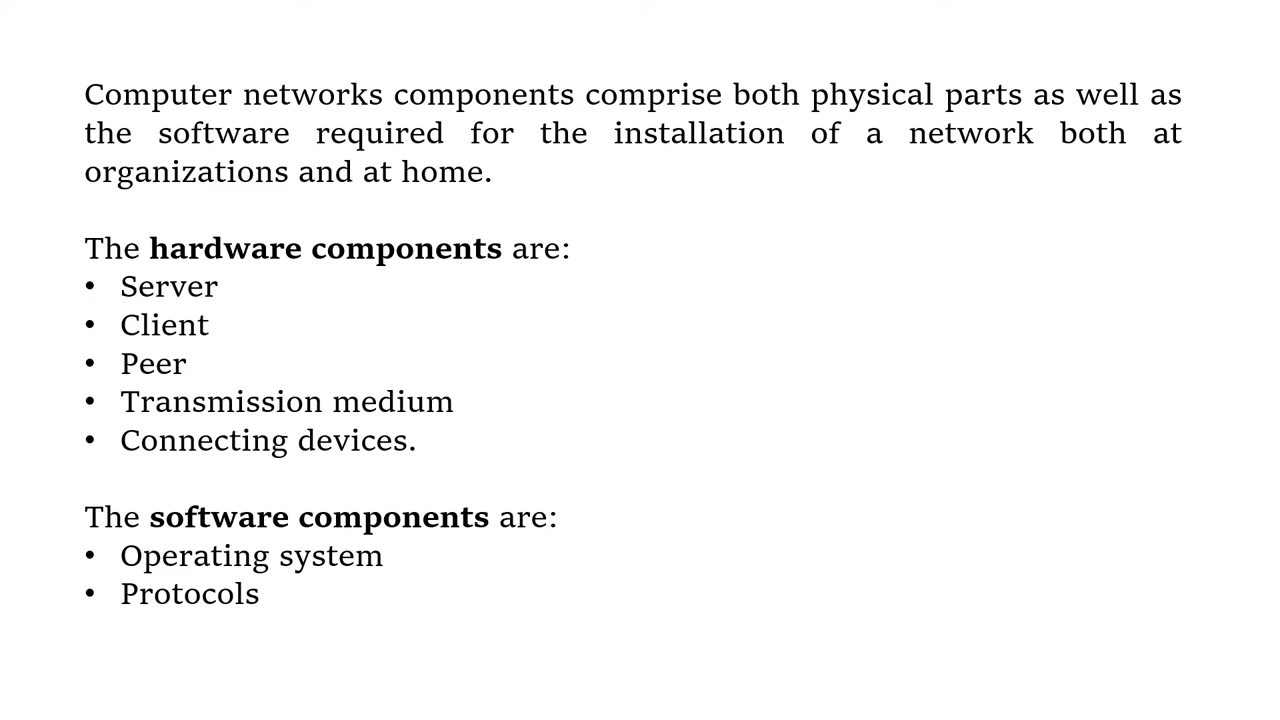 Computer networks components comprise both physical parts as well as
the software required for the installation of a network both at
organizations and at home.
The hardware components are:
• Server
• Client
• Peer
• Transmission medium
• Connecting devices.
The software components are:
• Operating system
• Protocols